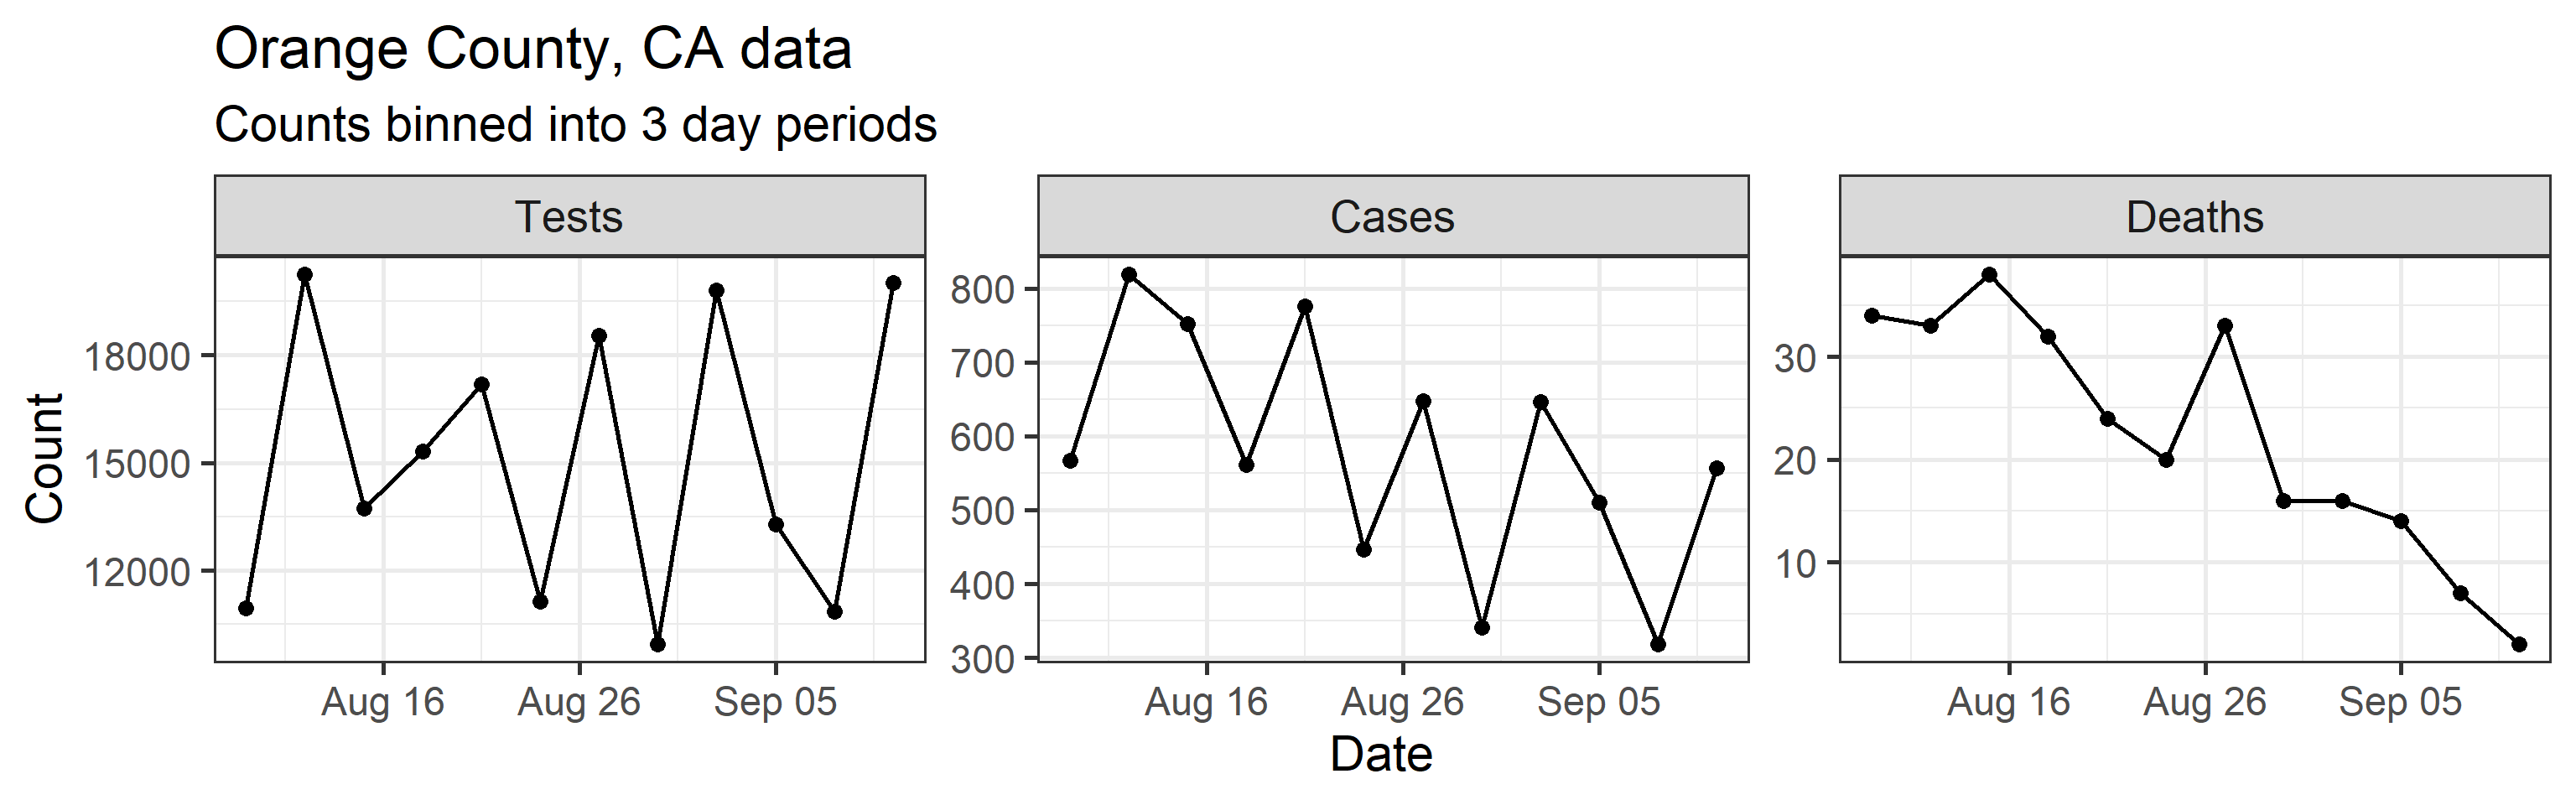 Orange County, CA data
Counts binned into 3 day periods
Tests
Cases
Deaths
Count
18000
15000
12000
800
700
600
500
400
300
30
20
10
Aug 16
Aug 26
Sep 05
Aug 16
Aug 26
Sep 05
Aug 16
Aug 26
Sep 05
Date